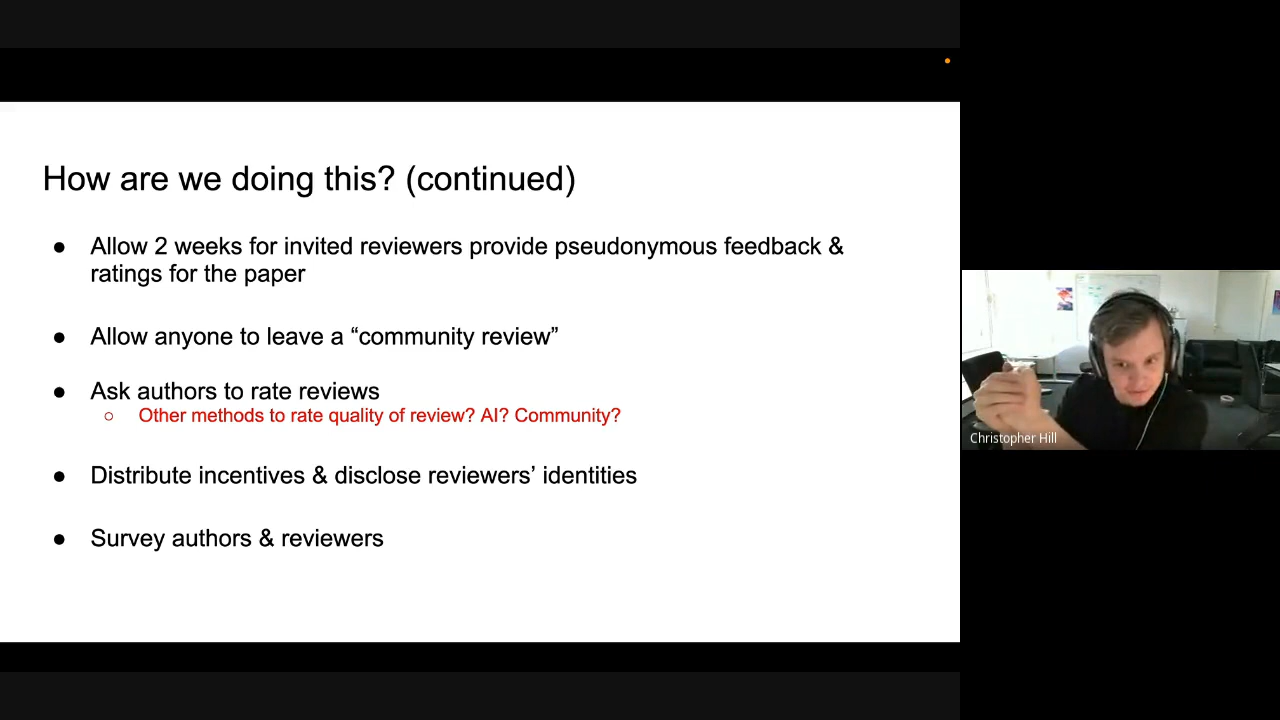 How are we doing this? (continued)
● Allow 2 weeks for invited reviewers provide pseudonymous feedback &
ratings for the paper
● Allow anyone to leave a “community review”
● Ask authors to rate reviews
○ Other methods to rate quality of review? AI? Community?
● Distribute incentives & disclose reviewers’ identities
● Survey authors & reviewers
Christopher Hill